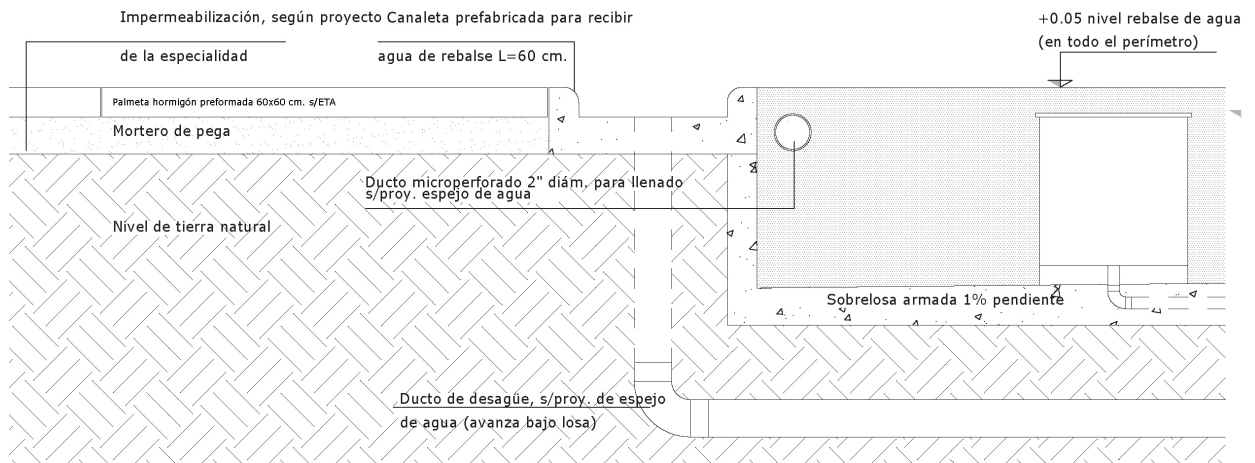 Impermeabilización, según proyecto
de la especialidad
Canaleta prefabricada para recibir
agua de rebalse L=60 cm.
+0.05 nivel rebalse de agua
(en todo el perímetro)
Palmeta hormigón preformada 60x60 cm. s/ETA
Mortero de pega
Ducto microperforado 2" diám. para llenado
s/proy. espejo de agua
Nivel de tierra natural
Sobrelosa armada 1% pendiente
Ducto de desagüe, s/proy. de espejo
de agua (avanza bajo losa)